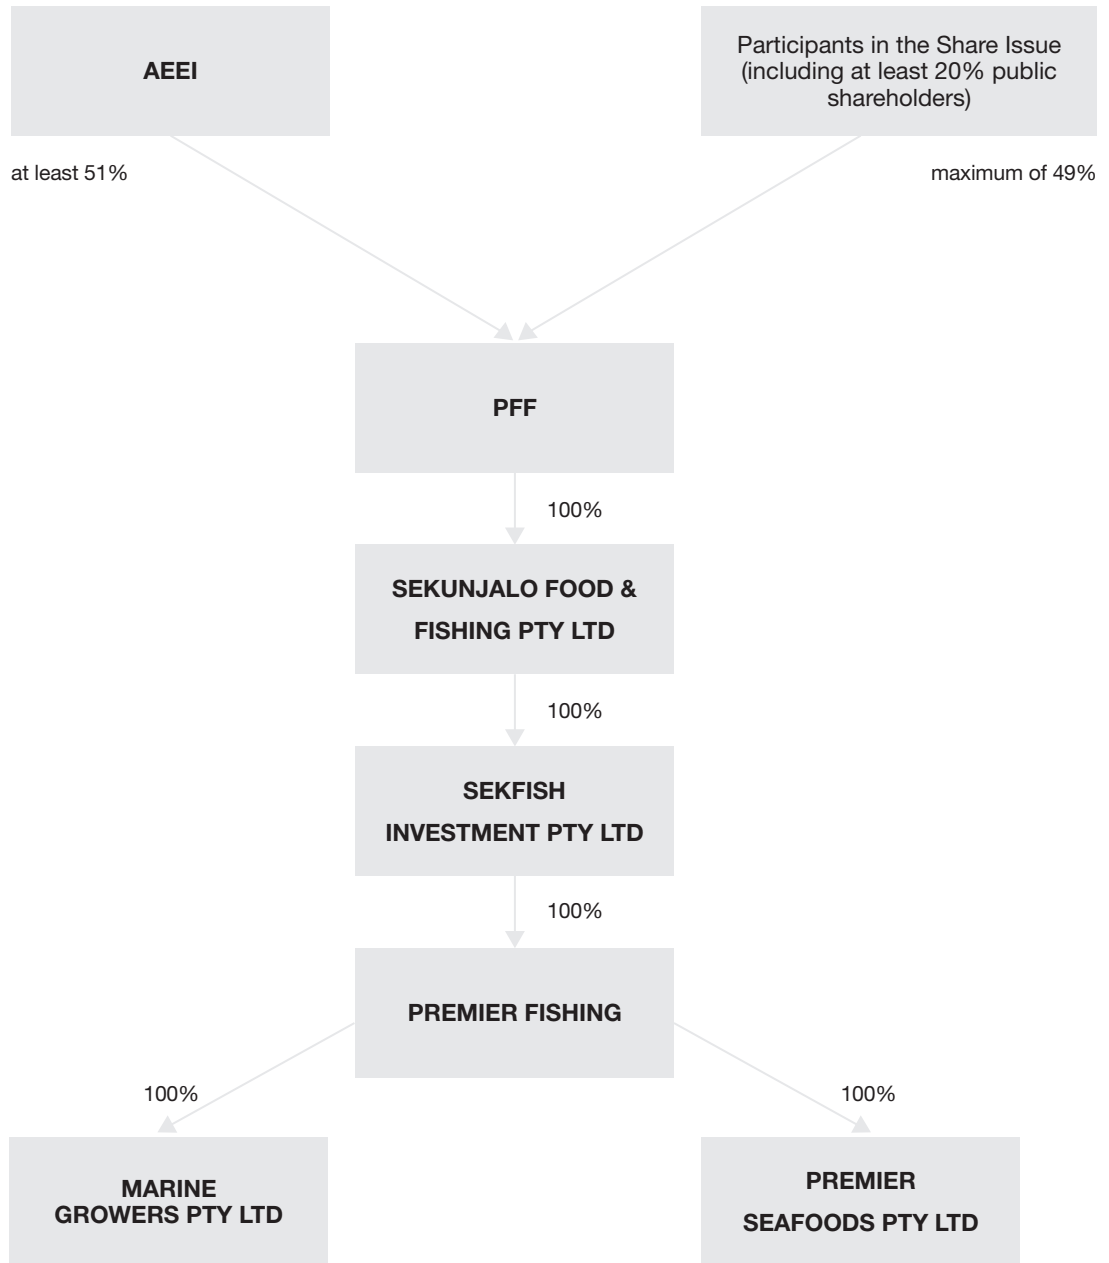 AEEI
Participants in the Share Issue
(including at least 20% public
shareholders)
at least 51%
maximum of 49%
PFF
100%
SEKUNJALO FOOD &
FISHING PTY LTD
100%
SEKFISH
INVESTMENT PTY LTD
100%
PREMIER FISHING
100%
100%
MARINE
GROWERS PTY LTD
PREMIER
SEAFOODS PTY LTD